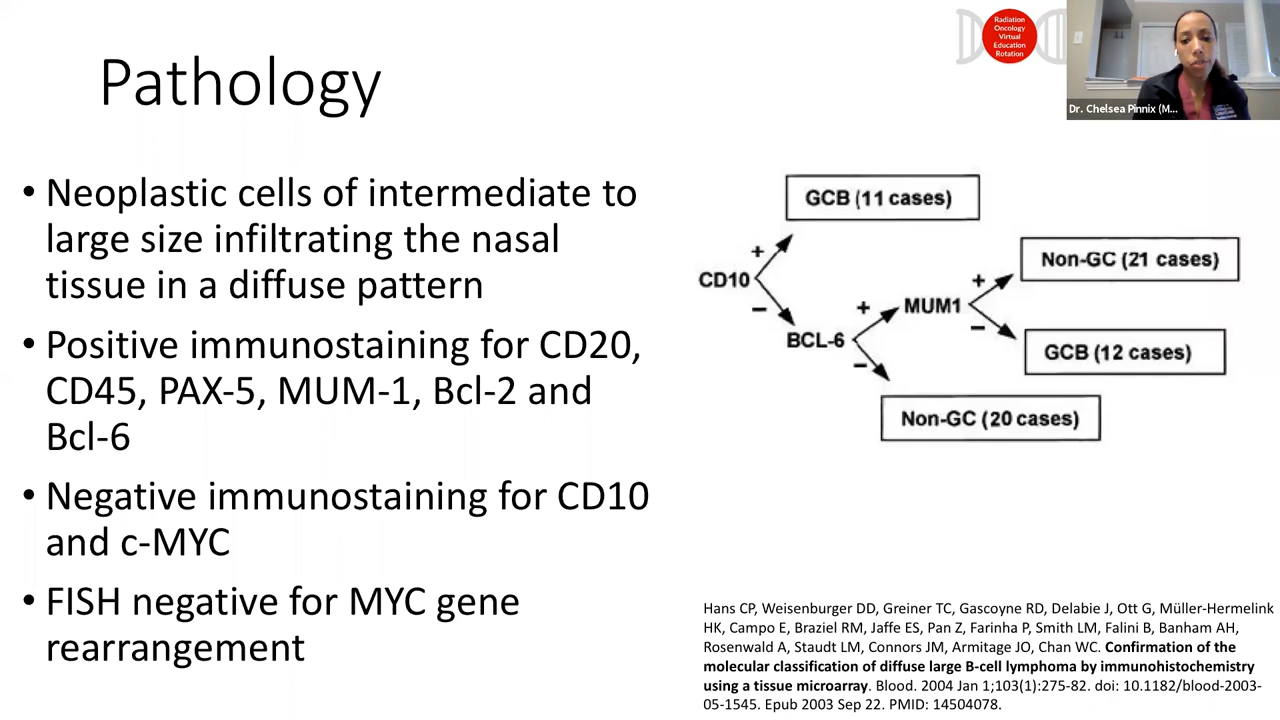 Radiation
Oncology
Virtual
Education
Rotation
Dr. Chelsea Pinnix (M...
Pathology
• Neoplastic cells of intermediate to
large size infiltrating the nasal
tissue in a diffuse pattern
• Positive immunostaining for CD20,
CD45, PAX-5, MUM-1, Bcl-2 and
Bcl-6
• Negative immunostaining for CD10
and c-MYC
• FISH negative for MYC gene
rearrangement
GCB (11 cases)
+
CD10
–
BCL-6
+
–
MUM1
+
–
Non-GC (21 cases)
GCB (12 cases)
Non-GC (20 cases)
Hans CP, Weisenburger DD, Greiner TC, Gascoyne RD, Delabie J, Ott G, Müller-Hermelink
HK, Campo E, Braziel RM, Jaffe ES, Pan Z, Farinha P, Smith LM, Falini B, Banham AH,
Rosenwald A, Staudt LM, Connors JM, Armitage JO, Chan WC. Confirmation of the
molecular classification of diffuse large B-cell lymphoma by immunohistochemistry
using a tissue microarray. Blood. 2004 Jan 1;103(1):275-82. doi: 10.1182/blood-2003-
05-1545. Epub 2003 Sep 22. PMID: 14504078.